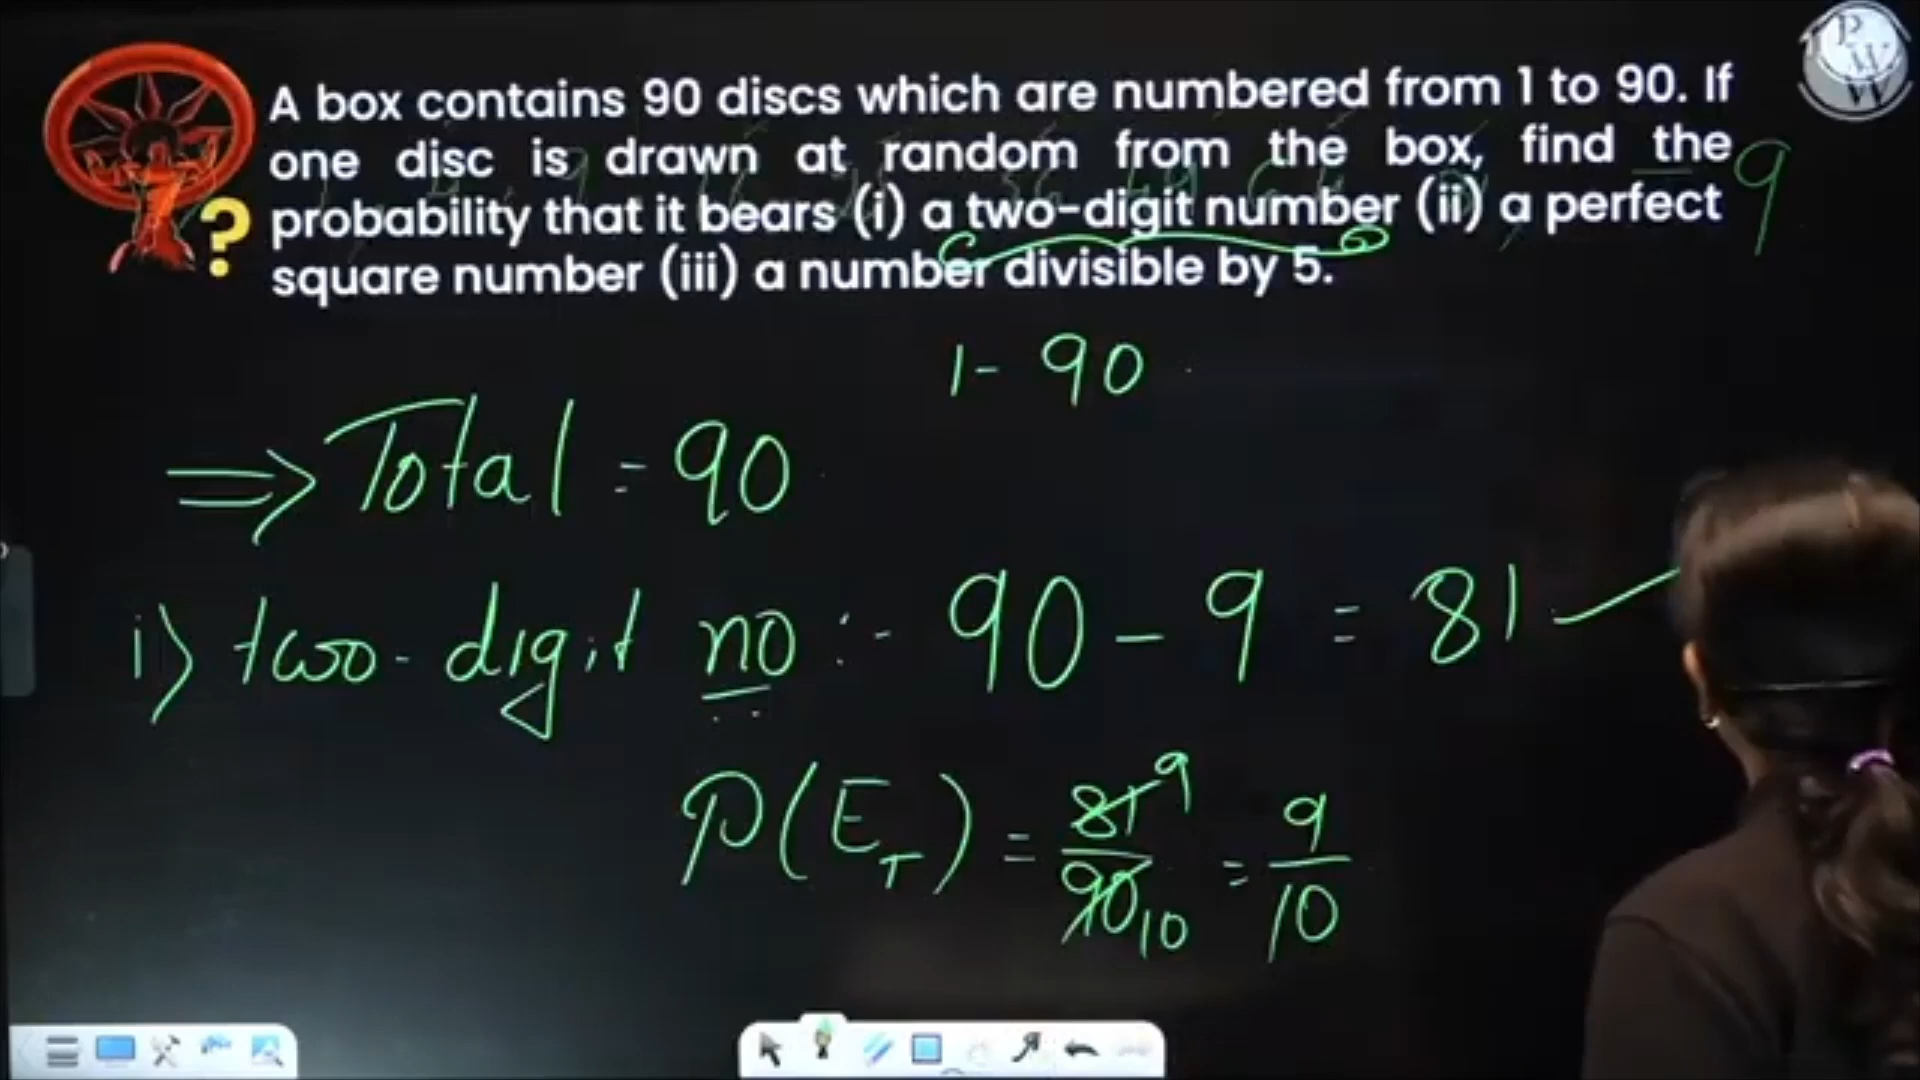 A box contains 90 discs which are numbered from 1 to 90. If
one disc is drawn at random from the box, find the
probability that it bears (i) a two-digit number (ii) a perfect
square number (iii) a number divisible by 5.
?
9
P
W
W
1 - 90
⇒ Total = 90
i) two-digit no :- 90 - 9 = 81
P(E_T) = 81/90 = 9/10
9
10